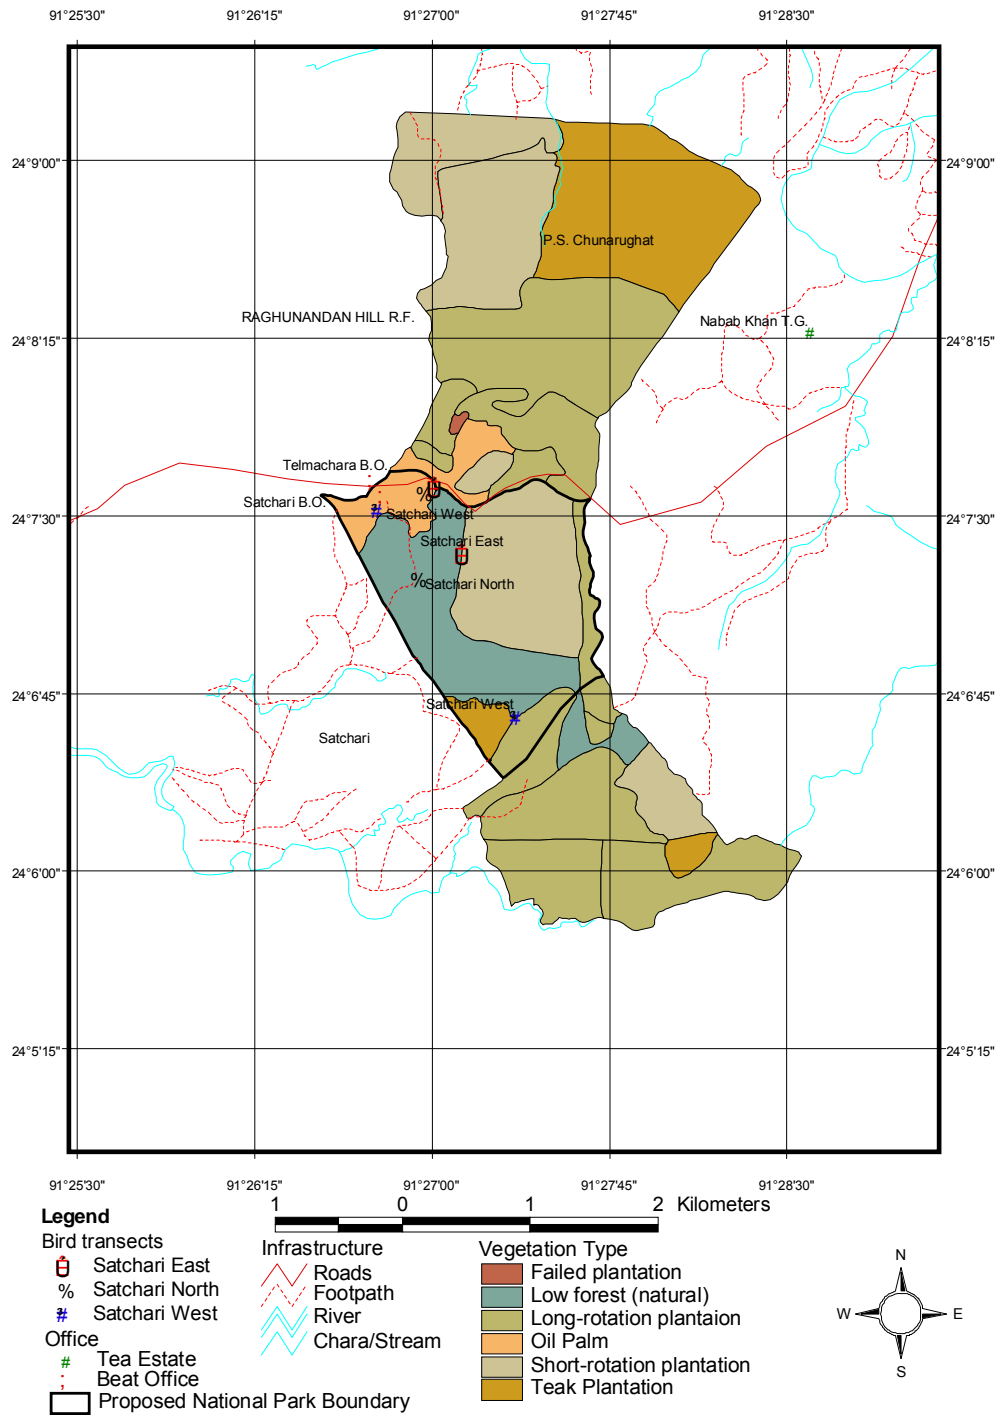 91°25'30" 91°26'15" 91°27'00" 91°27'45" 91°28'30"
24°9'00" 24°9'00"
P.S. Chunarughat
RAGHUNANDAN HILL R.F.
Nabab Khan T.G.
#
24°8'15" 24°8'15"
Telmachara B.O.
Satchari B.O.
%
#
Satchari West
24°7'30" 24°7'30"
Satchari East
%
Satchari North
24°6'45" 24°6'45"
Satchari West
#
Satchari
24°6'00" 24°6'00"
24°5'15" 24°5'15"
91°25'30" 91°26'15" 91°27'00" 91°27'45" 91°28'30"
1 0 1 2 Kilometers
Legend
Bird transects
Satchari East
% Satchari North
# Satchari West
Office
# Tea Estate
Beat Office
Proposed National Park Boundary
Infrastructure
Roads
Footpath
River
Chara/Stream
Vegetation Type
Failed plantation
Low forest (natural)
Long-rotation plantaion
Oil Palm
Short-rotation plantation
Teak Plantation
N
W E
S